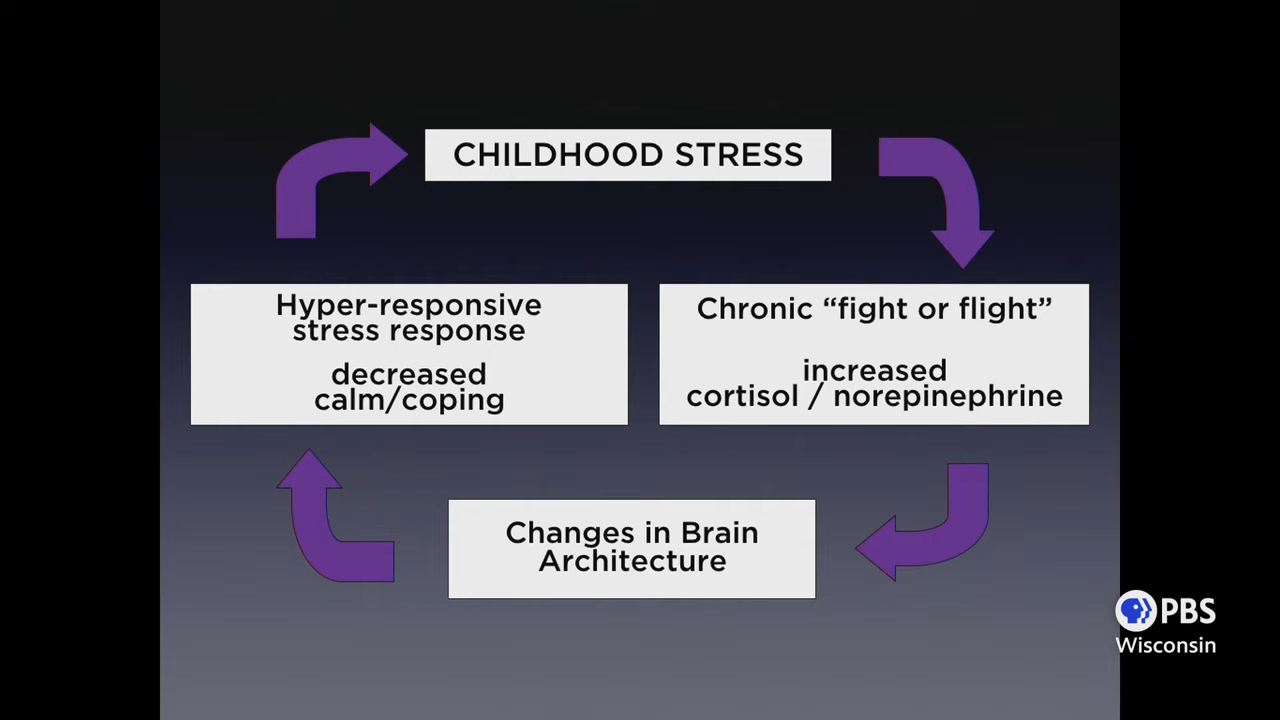 CHILDHOOD STRESS
Hyper-responsive
stress response
decreased
calm/coping
Chronic “fight or flight”
increased
cortisol / norepinephrine
Changes in Brain
Architecture
PBS
Wisconsin